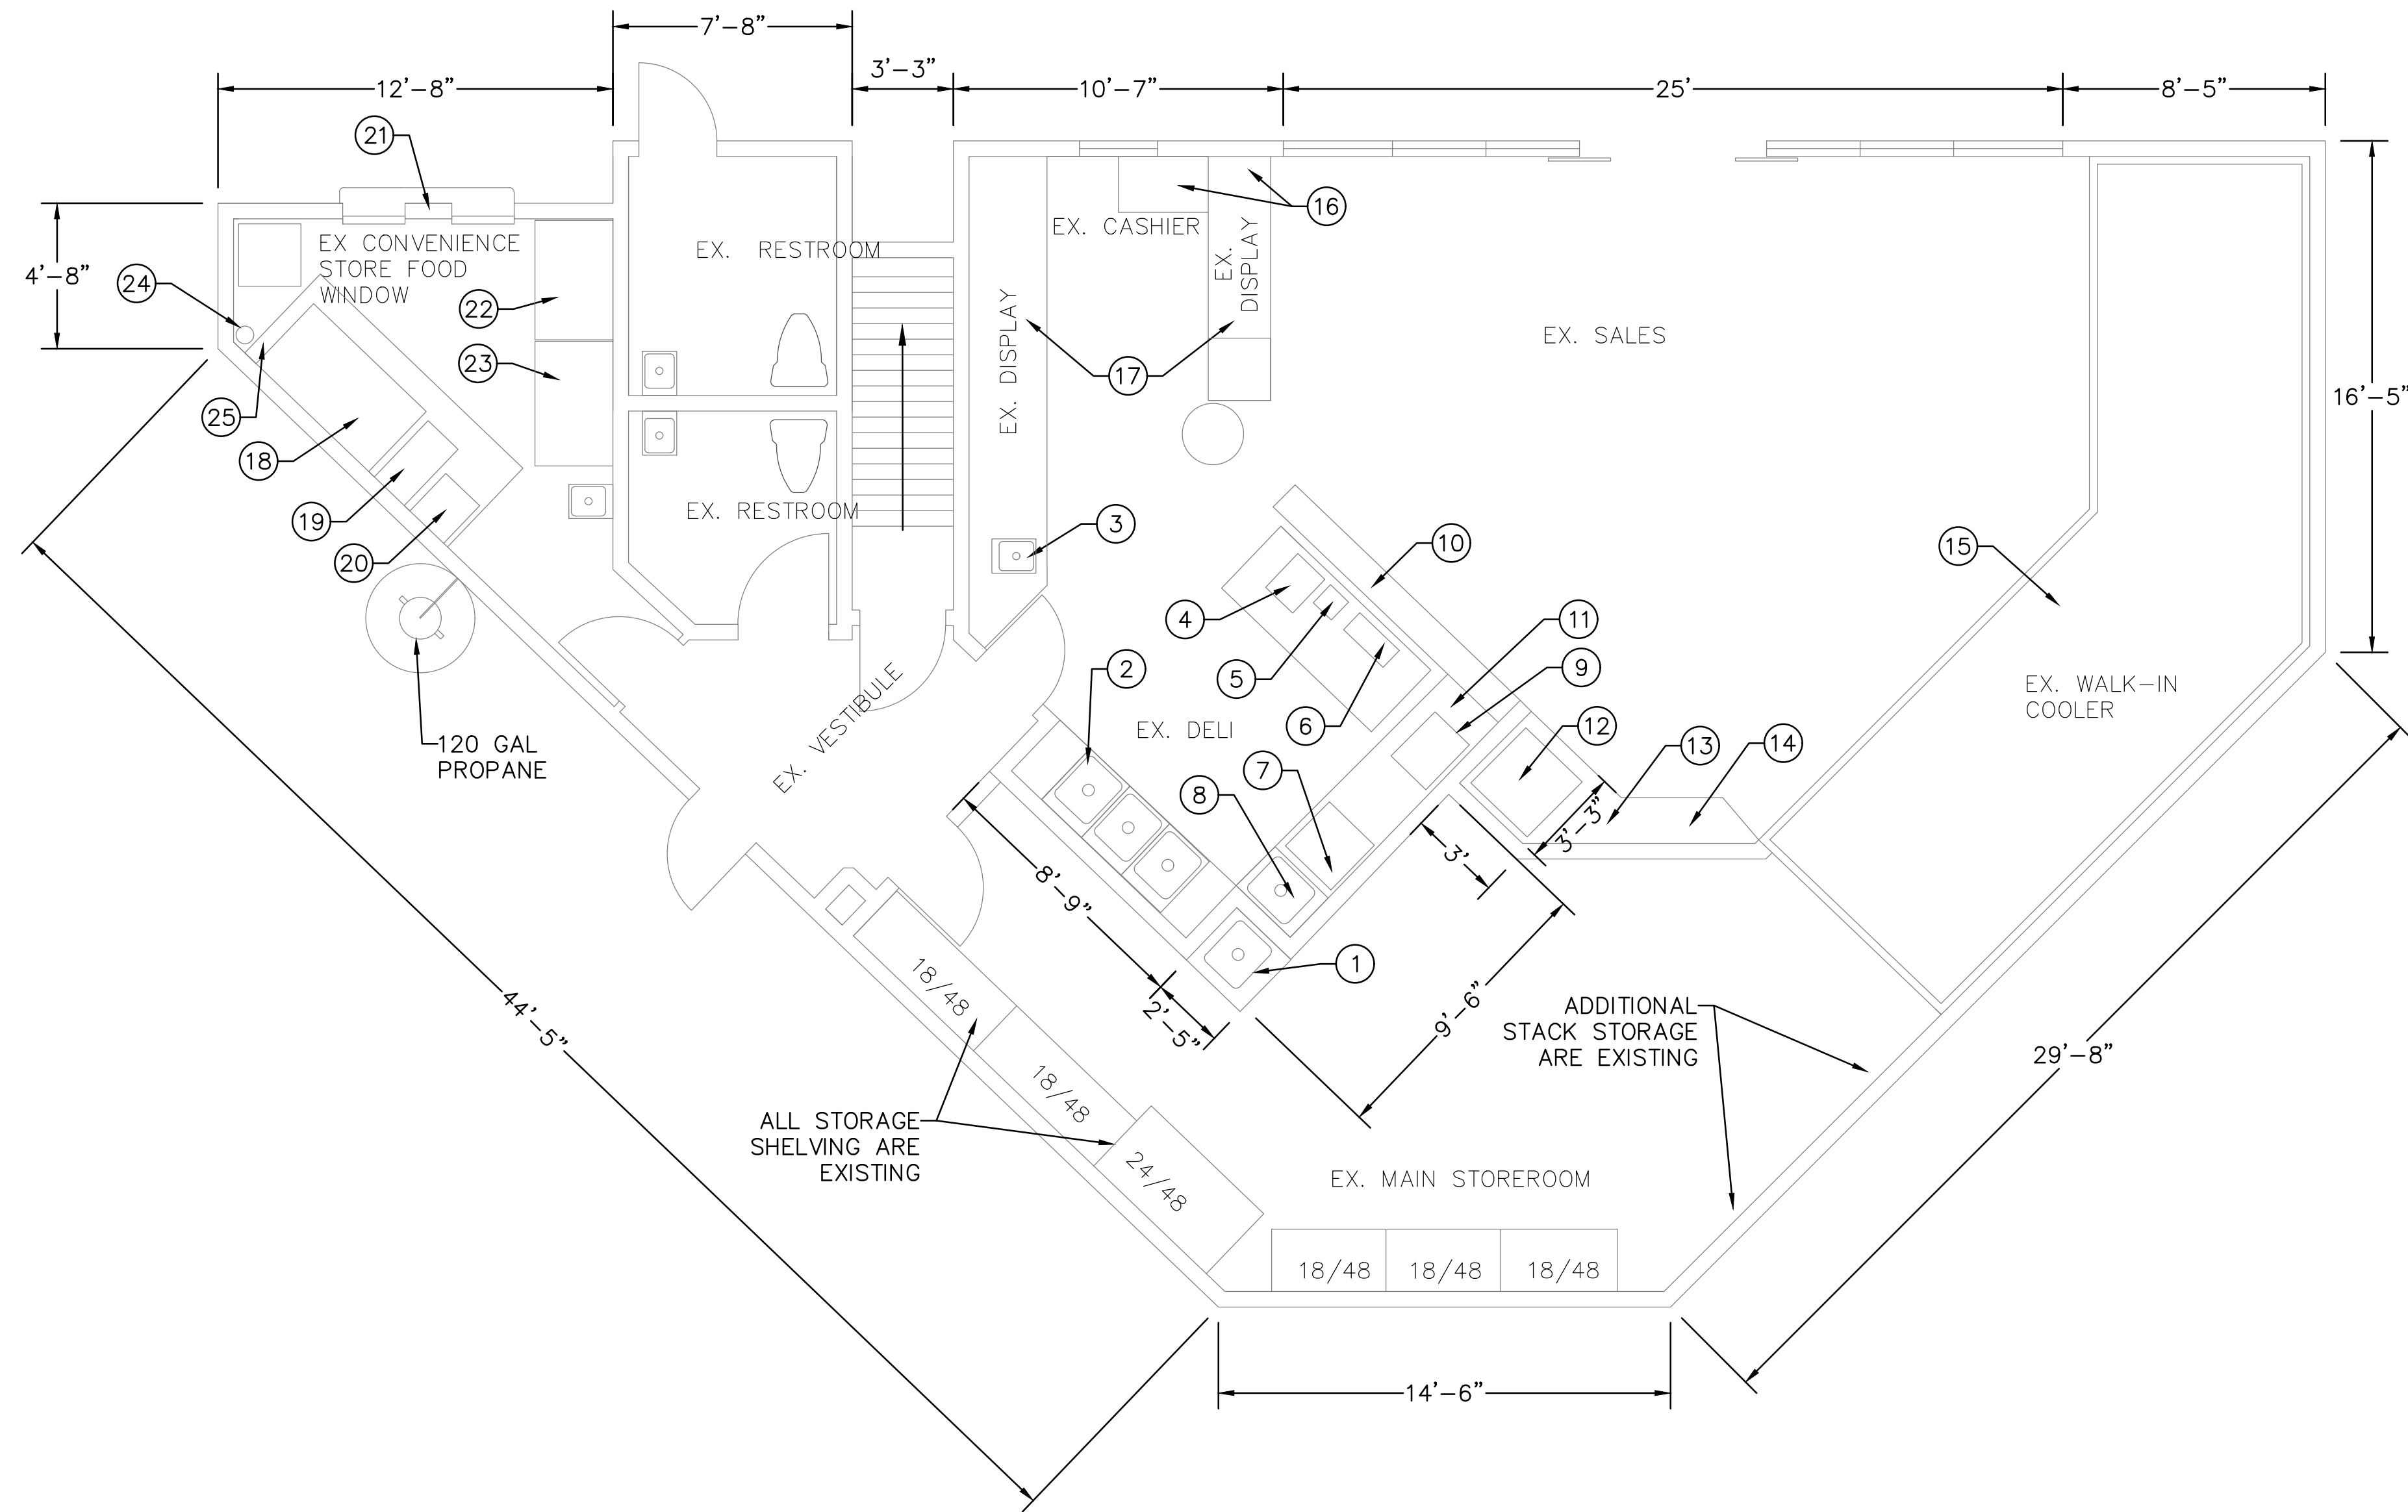 7'-8"
12'-8"
3'-3"
10'-7"
25'
8'-5"
21
16
EX. CASHIER
EX. DISPLAY
EX CONVENIENCE
STORE FOOD
WINDOW
EX. RESTROOM
4'-8"
24
22
23
25
18
19
20
EX. DISPLAY
17
EX. SALES
16'-5"
EX. RESTROOM
3
10
15
4
11
5
9
2
6
EX. DELI
12
13
14
7
8
EX. VESTIBULE
EX. WALK-IN
COOLER
120 GAL
PROPANE
3'-3"
3'
8'-9"
1
2'-5"
9'-6"
18/48
18/48
24/48
44'-5"
ADDITIONAL
STACK STORAGE
ARE EXISTING
29'-8"
ALL STORAGE
SHELVING ARE
EXISTING
EX. MAIN STOREROOM
18/48
18/48
18/48
14'-6"